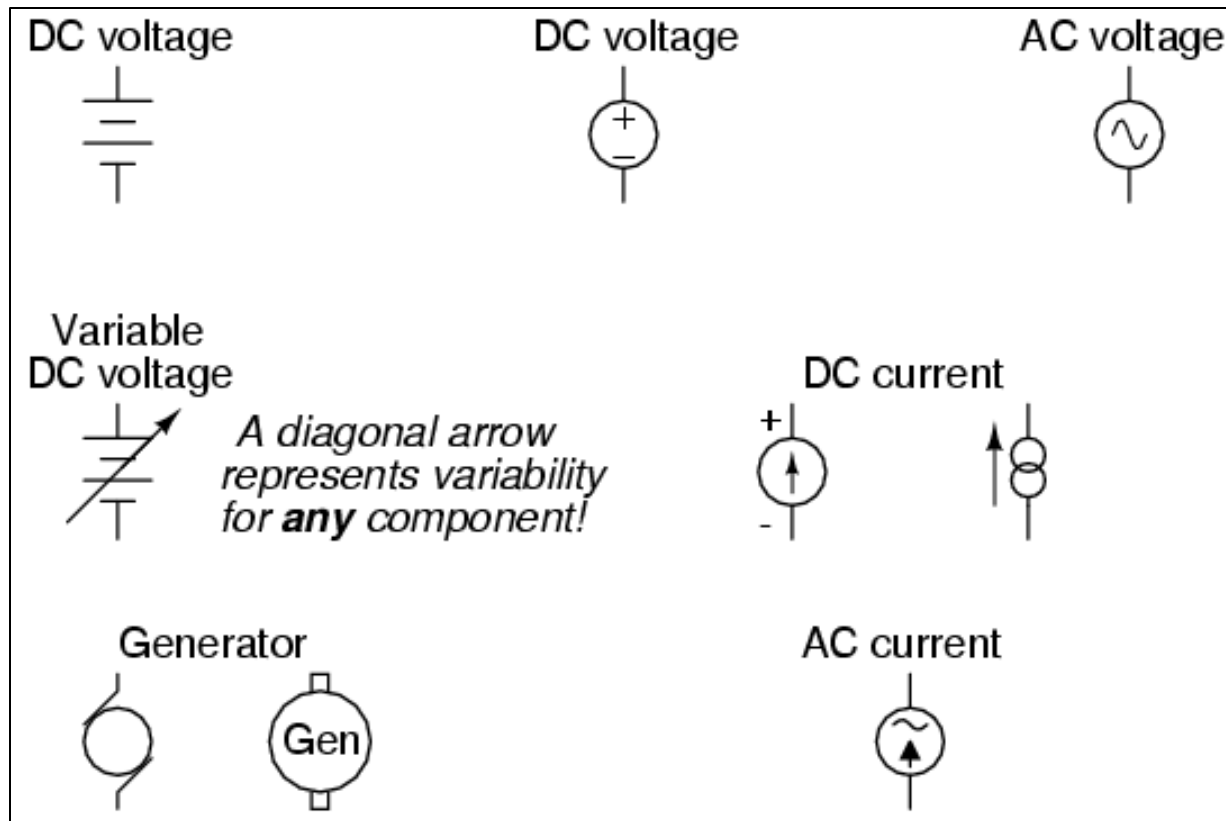 DC voltage
DC voltage
AC voltage
+
–
Variable
DC voltage
A diagonal arrow
represents variability
for any component!
DC current
+
-
Generator
Gen
AC current